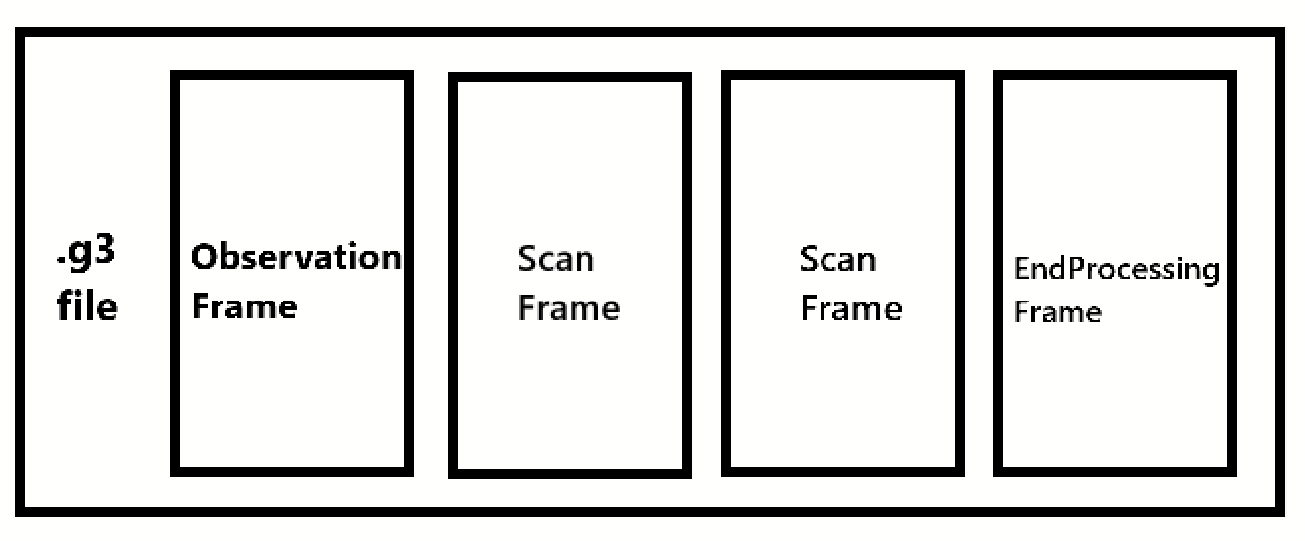 .g3
file
Observation
Frame
Scan
Frame
Scan
Frame
EndProcessing
Frame